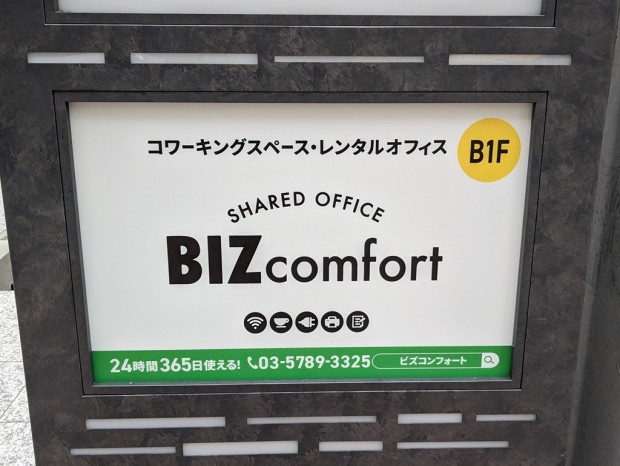 コワーキングスペース・レンタルオフィス
B1F
SHARED OFFICE
BIZcomfort
24時間365日使える! 03-5789-3325 ビズコンフォート